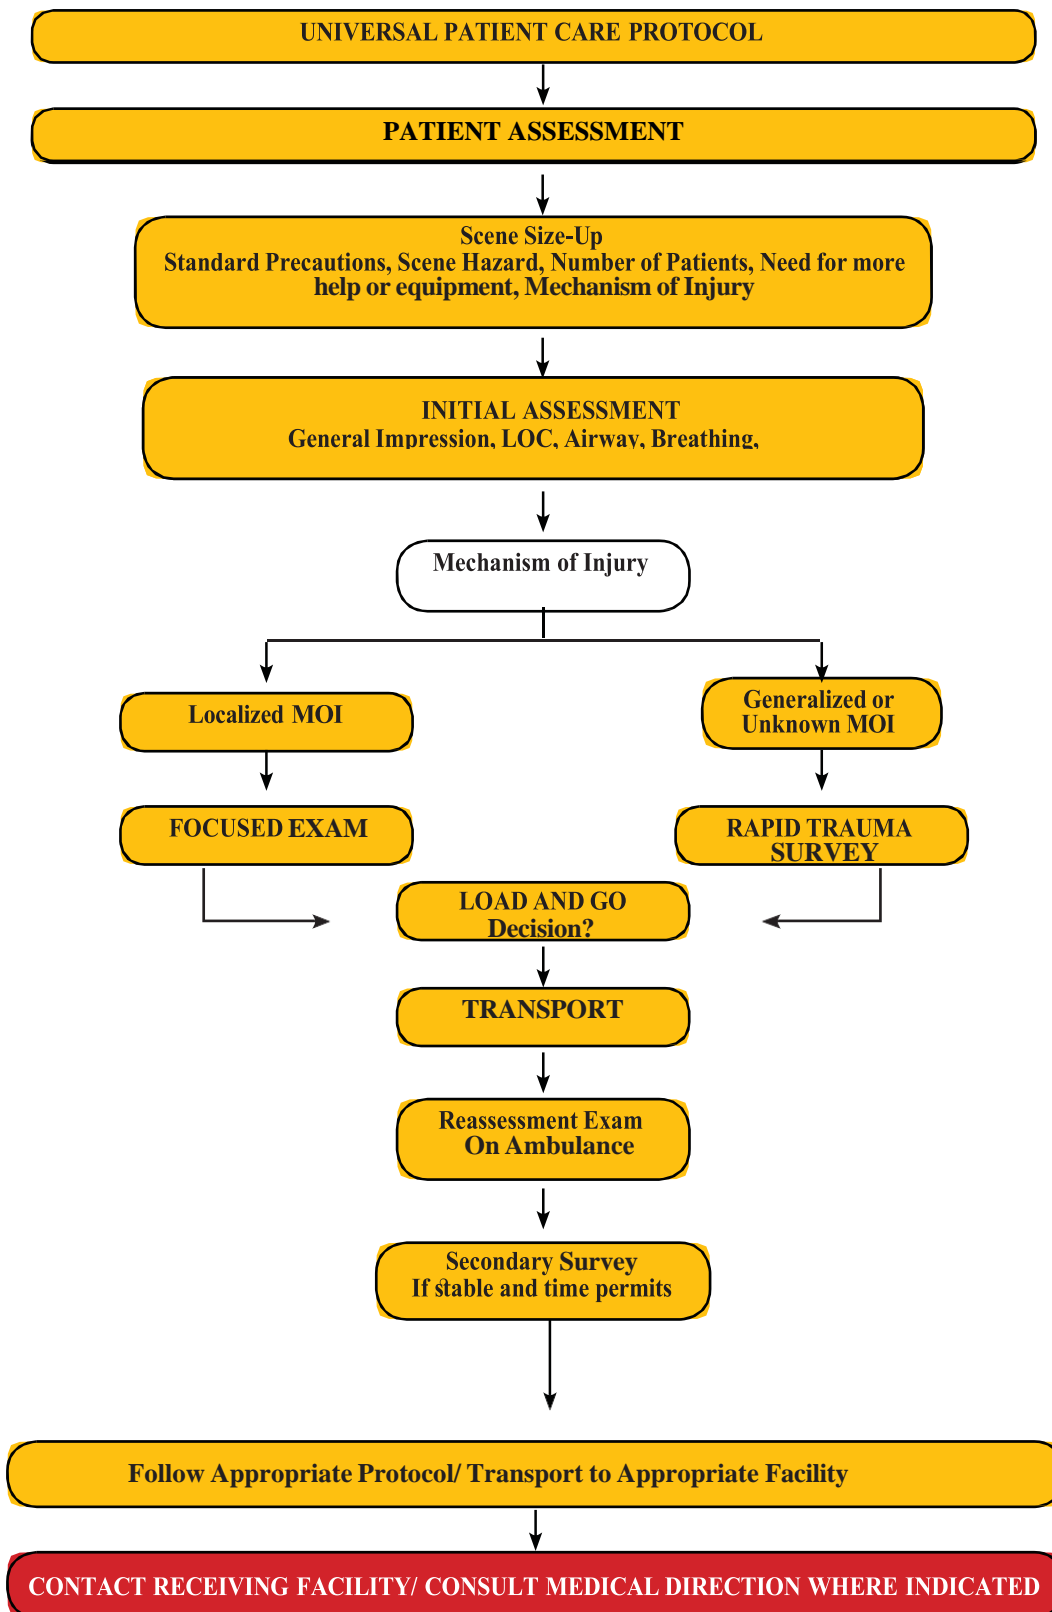 UNIVERSAL PATIENT CARE PROTOCOL
PATIENT ASSESSMENT
Scene Size-Up
Standard Precautions, Scene Hazard, Number of Patients, Need for more
help or equipment, Mechanism of Injury
INITIAL ASSESSMENT
General Impression, LOC, Airway, Breathing,
Mechanism of Injury
Localized MOI
Generalized or
Unknown MOI
FOCUSED EXAM
RAPID TRAUMA
SURVEY
LOAD AND GO
Decision?
TRANSPORT
Reassessment Exam
On Ambulance
Secondary Survey
If stable and time permits
Follow Appropriate Protocol/ Transport to Appropriate Facility
CONTACT RECEIVING FACILITY/ CONSULT MEDICAL DIRECTION WHERE INDICATED